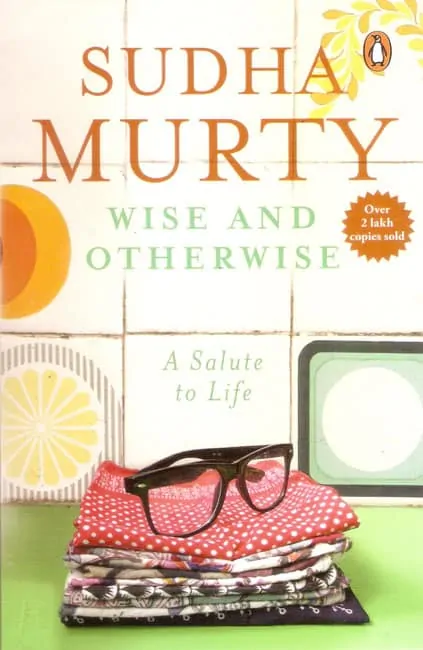 SUDHA
MURTY
WISE AND
OTHERWISE
Over
2 lakh
copies sold
A Salute
to Life